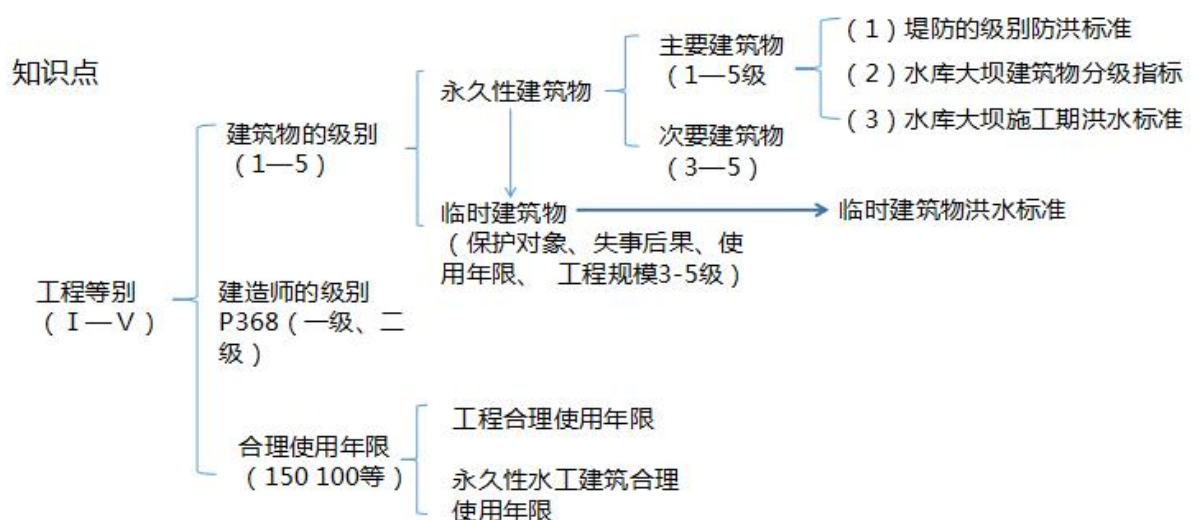 知识点
工程等别
（Ⅰ—Ⅴ）
建筑物的级别
（1—5）
永久性建筑物
主要建筑物
（1—5级
（1）堤防的级别防洪标准
（2）水库大坝建筑物分级指标
（3）水库大坝施工期洪水标准
次要建筑物
（3—5）
临时建筑物
（保护对象、失事后果、使
用年限、 工程规模3-5级）
临时建筑物洪水标准
建造师的级别
P368（一级、二
级）
合理使用年限
（150 100等）
工程合理使用年限
永久性水工建筑合理
使用年限